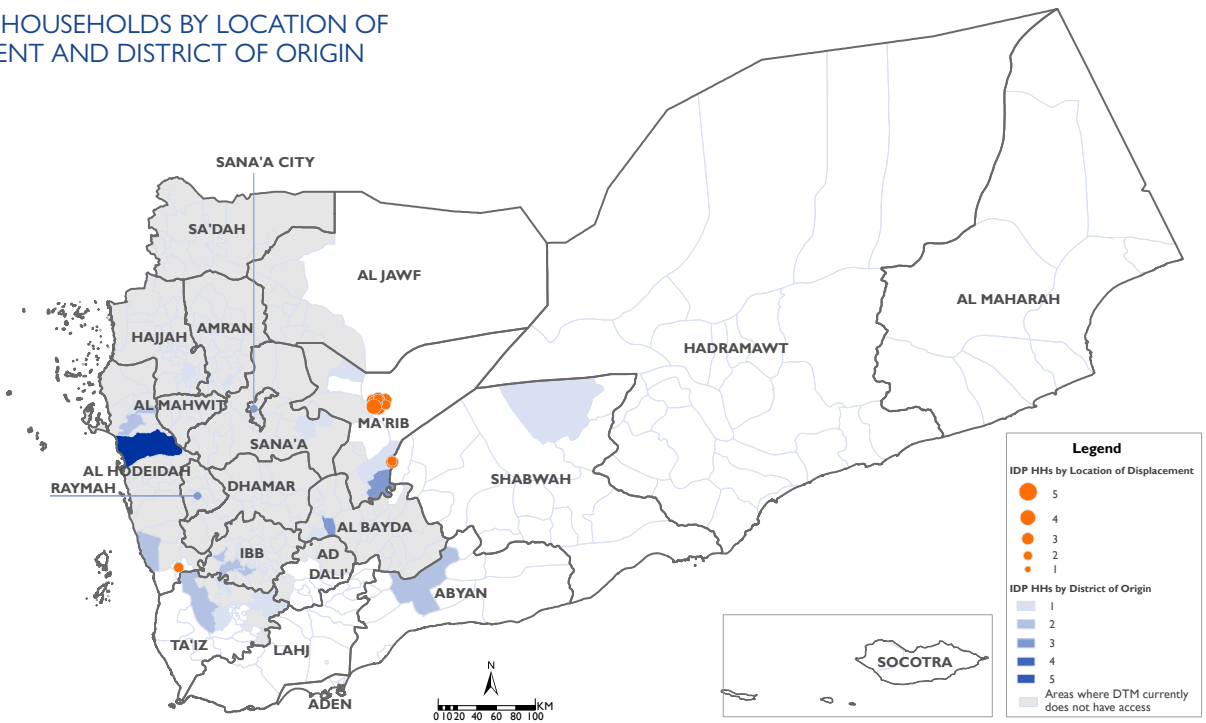 HOUSEHOLDS BY LOCATION OF
ENT AND DISTRICT OF ORIGIN
SANA'A CITY
SA'DAH
AL JAWF
AL MAHARAH
HAJJAH
AMRAN
HADRAMAWT
AL MAHWIT
MA'RIB
SANA'A
AL HODEIDAH
RAYMAH
DHAMAR
SHABWAH
AL BAYDA
IBB
AD
DALI'
ABYAN
TA'IZ
LAHJ
ADEN
SOCOTRA
N
KM
0 10 20 40 60 80 100
Legend
IDP HHs by Location of Displacement
5
4
3
2
1
IDP HHs by District of Origin
1
2
3
4
5
Areas where DTM currently
does not have access